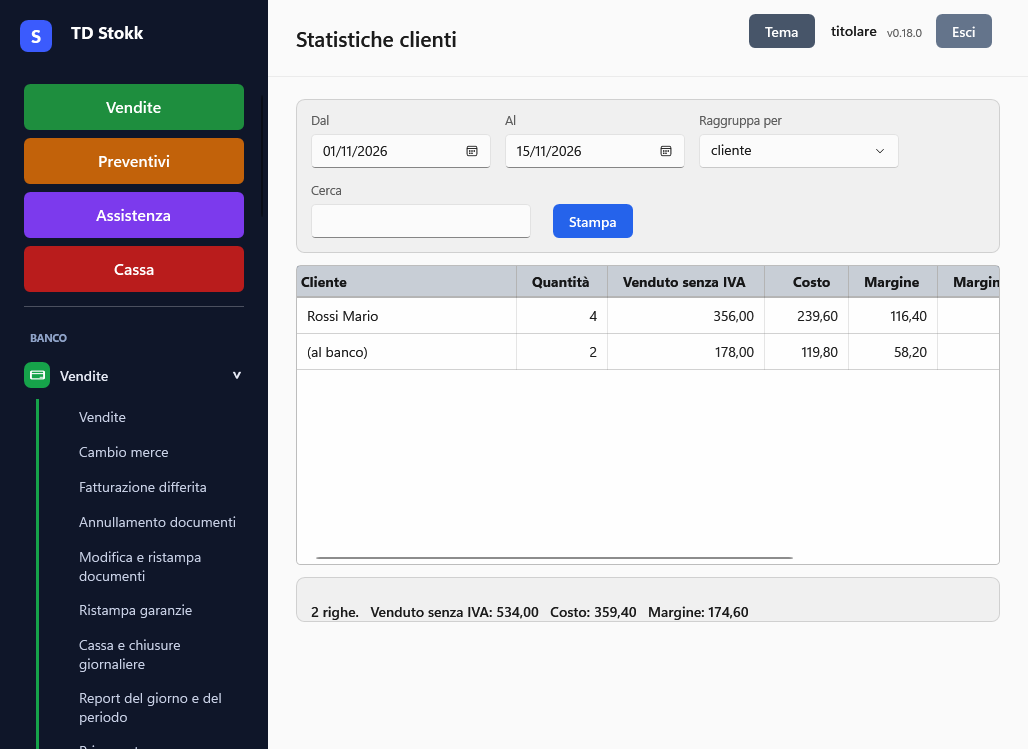 S TD Stokk
Vendite
Preventivi
Assistenza
Cassa
BANCO
Vendite
Vendite
Cambio merce
Fatturazione differita
Annullamento documenti
Modifica e ristampa
documenti
Ristampa garanzie
Cassa e chiusure
giornaliere
Report del giorno e del
periodo
Statistiche clienti
Tema titolare v0.18.0 Esci
Dal Al Raggruppa per
01/11/2026 15/11/2026 cliente
Cerca
Stampa
Cliente Quantità Venduto senza IVA Costo Margine Margin
Rossi Mario 4 356,00 239,60 116,40
(al banco) 2 178,00 119,80 58,20
2 righe. Venduto senza IVA: 534,00 Costo: 359,40 Margine: 174,60